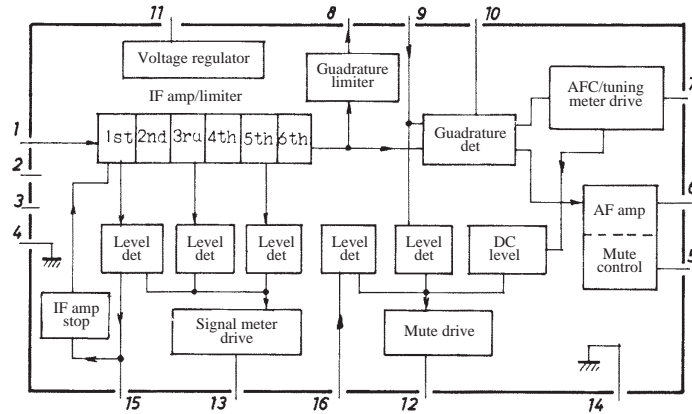 11
8
9
10
Voltage regulator
Guadrature
limiter
AFC/tuning
meter drive
7
IF amp/limiter
1
1st 2nd 3ru 4th 5th 6th
Guadrature
det
2
3
4
6
AF amp
Mute
control
5
Level
det
Level
det
Level
det
Level
det
Level
det
DC
level
IF amp
stop
Signal meter
drive
Mute drive
15
13
16
12
14